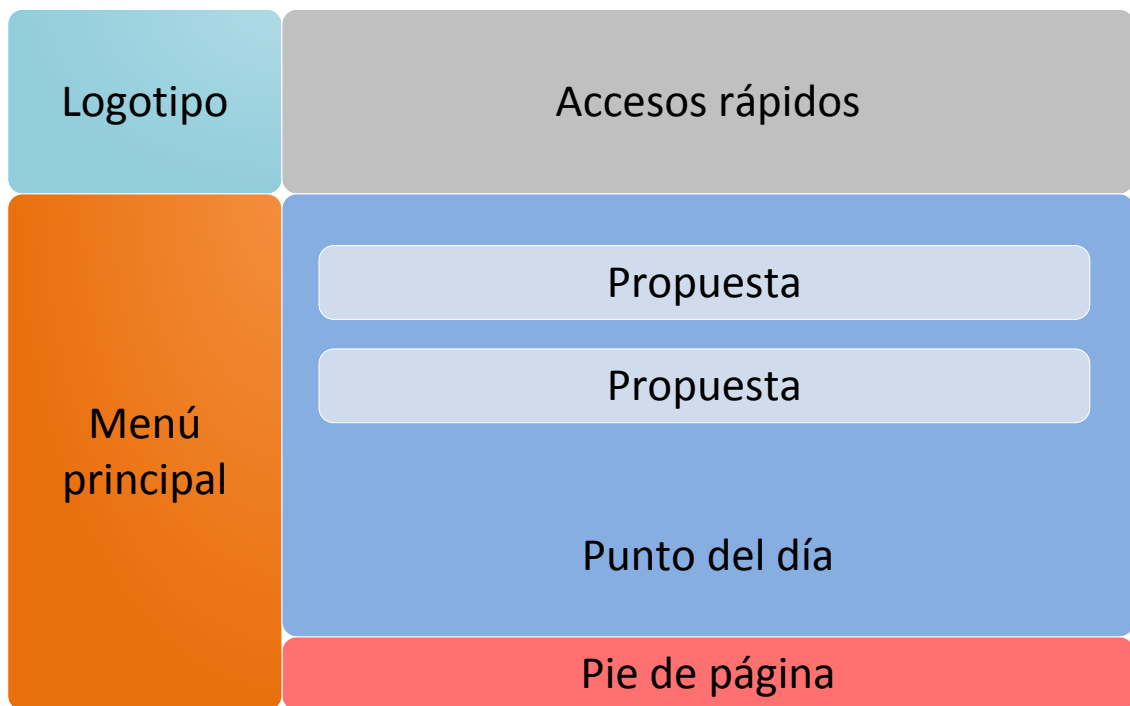 Logotipo
Accesos rápidos
Menú
principal
Propuesta
Propuesta
Punto del día
Pie de página